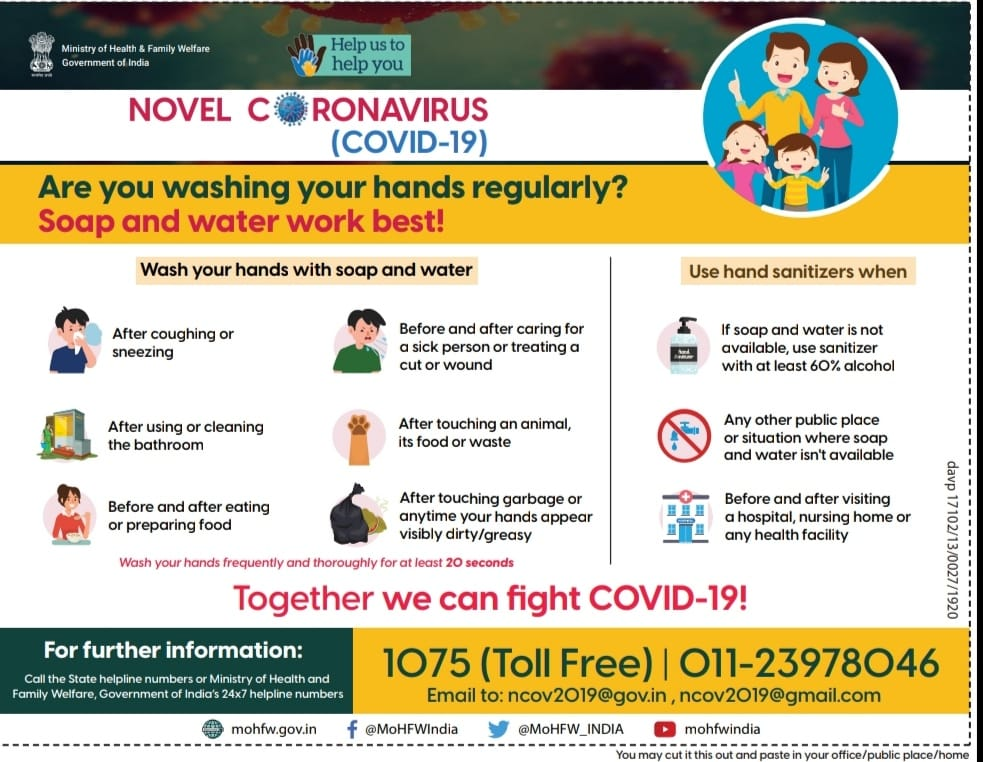 Ministry of Health & Family Welfare
Government of India
Help us to
help you
NOVEL CORONAVIRUS
(COVID-19)
Are you washing your hands regularly?
Soap and water work best!
Wash your hands with soap and water
After coughing or
sneezing
Before and after caring for
a sick person or treating a
cut or wound
After using or cleaning
the bathroom
After touching an animal,
its food or waste
Before and after eating
or preparing food
After touching garbage or
anytime your hands appear
visibly dirty/greasy
Use hand sanitizers when
hand
sanitizer
If soap and water is not
available, use sanitizer
with at least 60% alcohol
Any other public place
or situation where soap
and water isn't available
Before and after visiting
a hospital, nursing home or
any health facility
Wash your hands frequently and thoroughly for at least 20 seconds
Together we can fight COVID-19!
davp 17102/13/0027/1920
For further information:
Call the State helpline numbers or Ministry of Health and
Family Welfare, Government of India's 24x7 helpline numbers
1075 (Toll Free) | 011-23978046
Email to: ncov2019@gov.in , ncov2019@gmail.com
mohfw.gov.in @MoHFWIndia @MoHFW_INDIA mohfwindia
You may cut it this out and paste in your office/public place/home